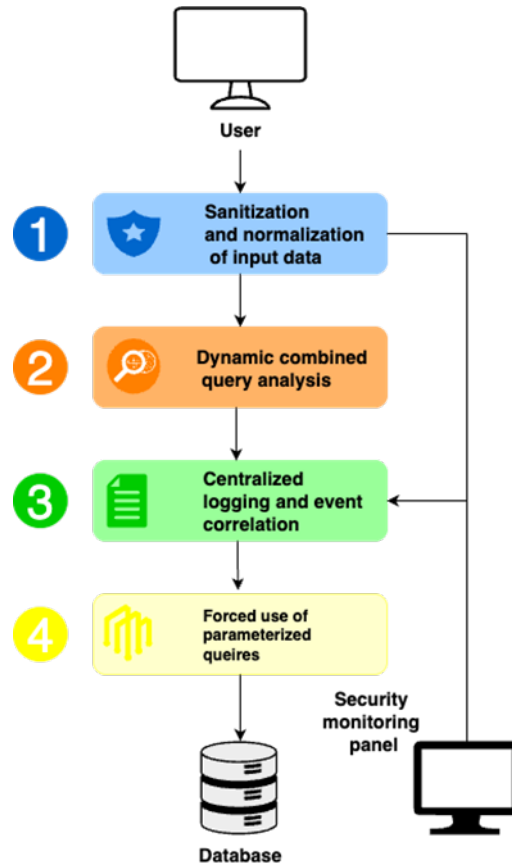 User
1
Sanitization
and normalization
of input data
2
Dynamic combined
query analysis
3
Centralized
logging and event
correlation
4
Forced use of
parameterized
queires
Security
monitoring
panel
Database